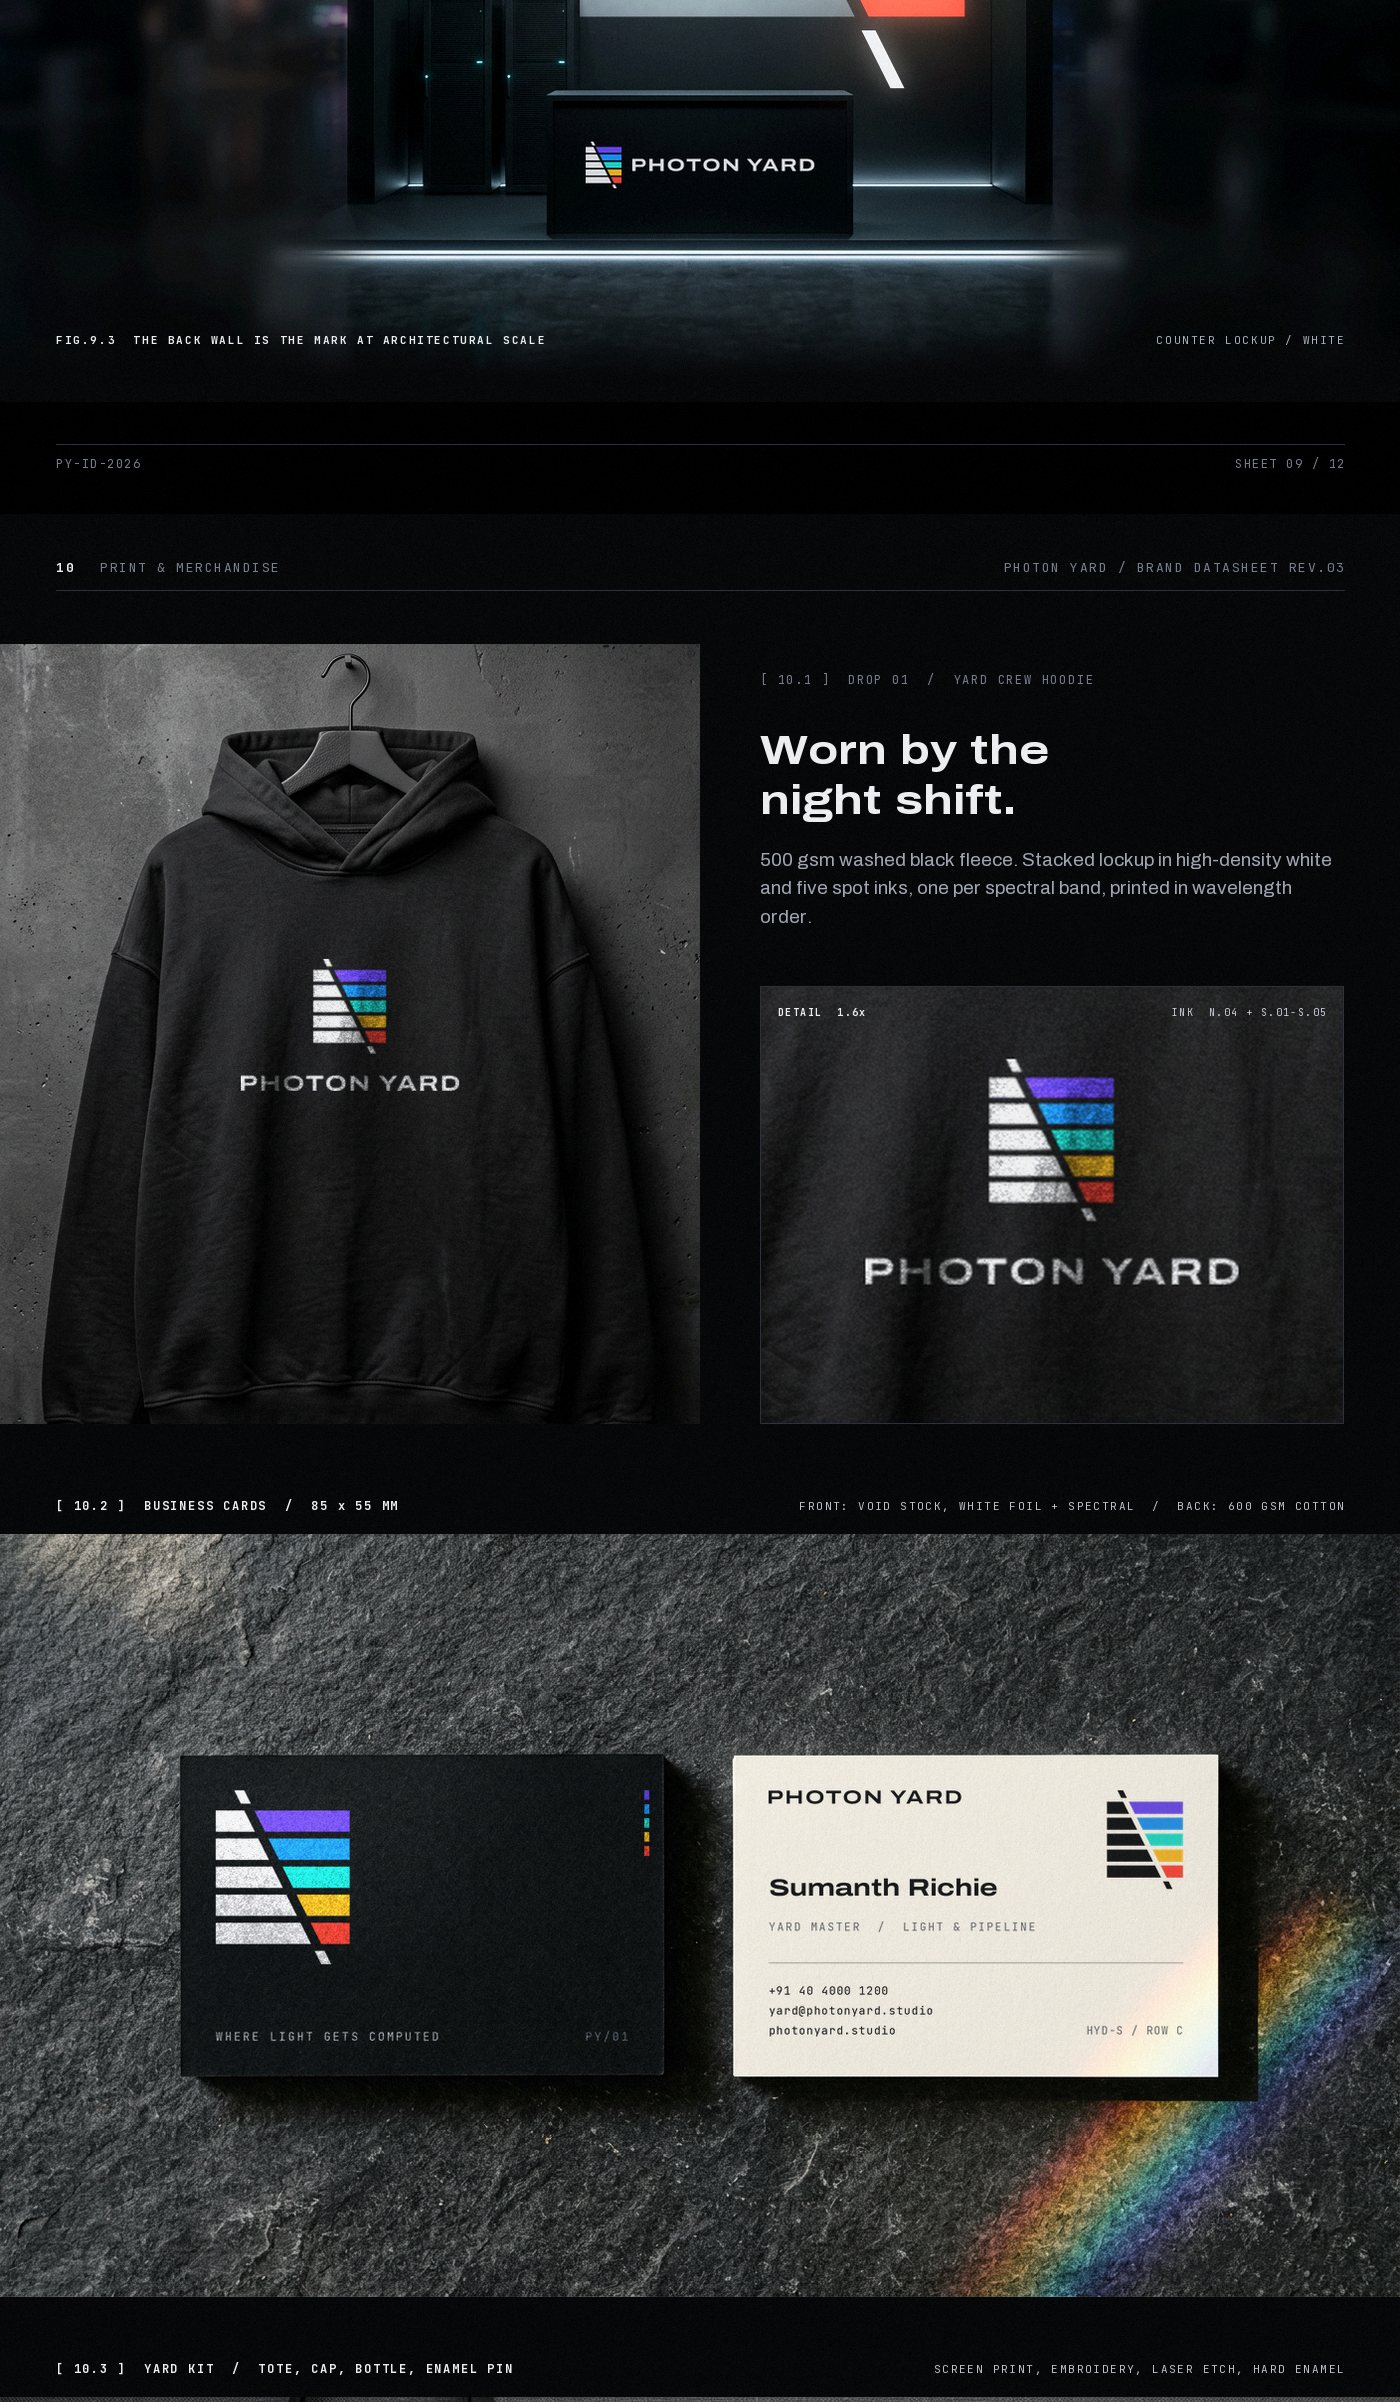 PHOTON YARD
FIG.9.3 THE BACK WALL IS THE MARK AT ARCHITECTURAL SCALE
COUNTER LOCKUP / WHITE
PY-ID-2026
SHEET 09 / 12
10 PRINT & MERCHANDISE
PHOTON YARD / BRAND DATASHEET REV.03
[ 10.1 ] DROP 01 / YARD CREW HOODIE
Worn by the
night shift.
500 gsm washed black fleece. Stacked lockup in high-density white
and five spot inks, one per spectral band, printed in wavelength
order.
PHOTON YARD
DETAIL 1.6x
INK N.04 + S.01-S.05
PHOTON YARD
[ 10.2 ] BUSINESS CARDS / 85 x 55 MM
FRONT: VOID STOCK, WHITE FOIL + SPECTRAL / BACK: 600 GSM COTTON
WHERE LIGHT GETS COMPUTED
PY/01
PHOTON YARD
Sumanth Richie
YARD MASTER / LIGHT & PIPELINE
+91 40 4000 1200
yard@photonyard.studio
photonyard.studio
HYD-S / ROW C
[ 10.3 ] YARD KIT / TOTE, CAP, BOTTLE, ENAMEL PIN
SCREEN PRINT, EMBROIDERY, LASER ETCH, HARD ENAMEL